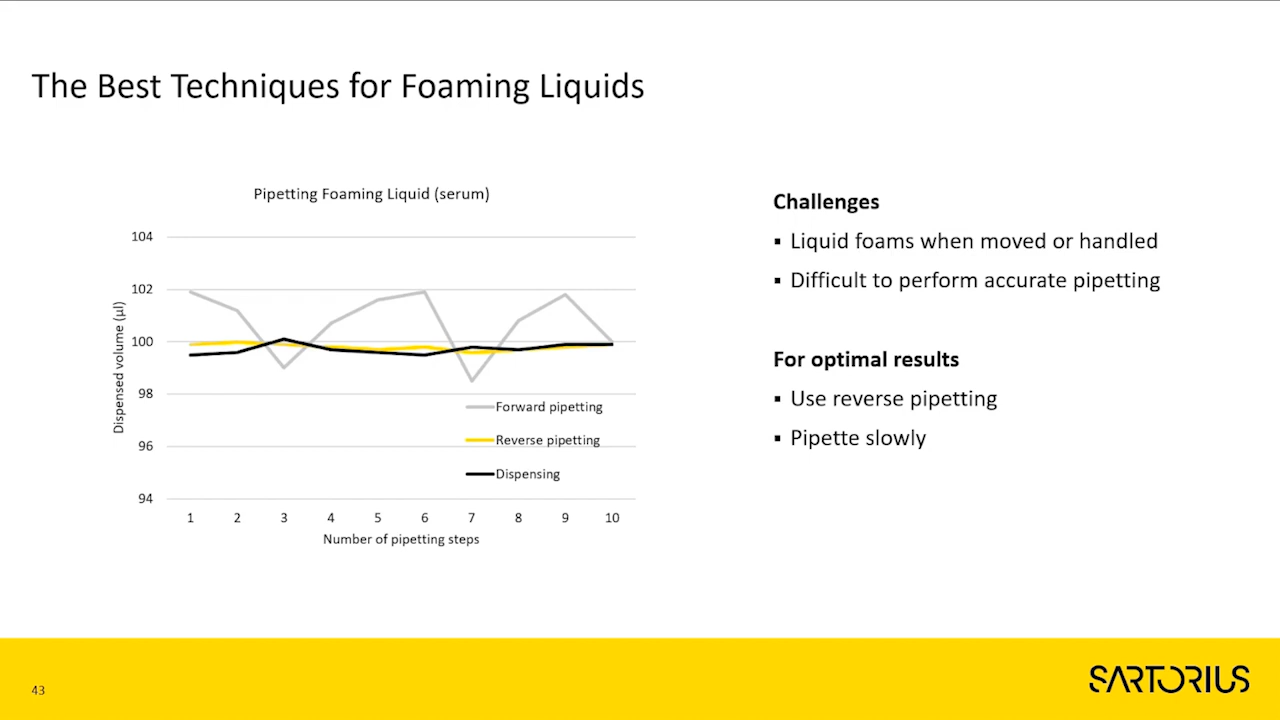 The Best Techniques for Foaming Liquids
Pipetting Foaming Liquid (serum)
104
102
100
98
96
94
Dispensed volume (µl)
Forward pipetting
Reverse pipetting
Dispensing
1 2 3 4 5 6 7 8 9 10
Number of pipetting steps
Challenges
▪ Liquid foams when moved or handled
▪ Difficult to perform accurate pipetting
For optimal results
▪ Use reverse pipetting
▪ Pipette slowly
43
SARTORIUS